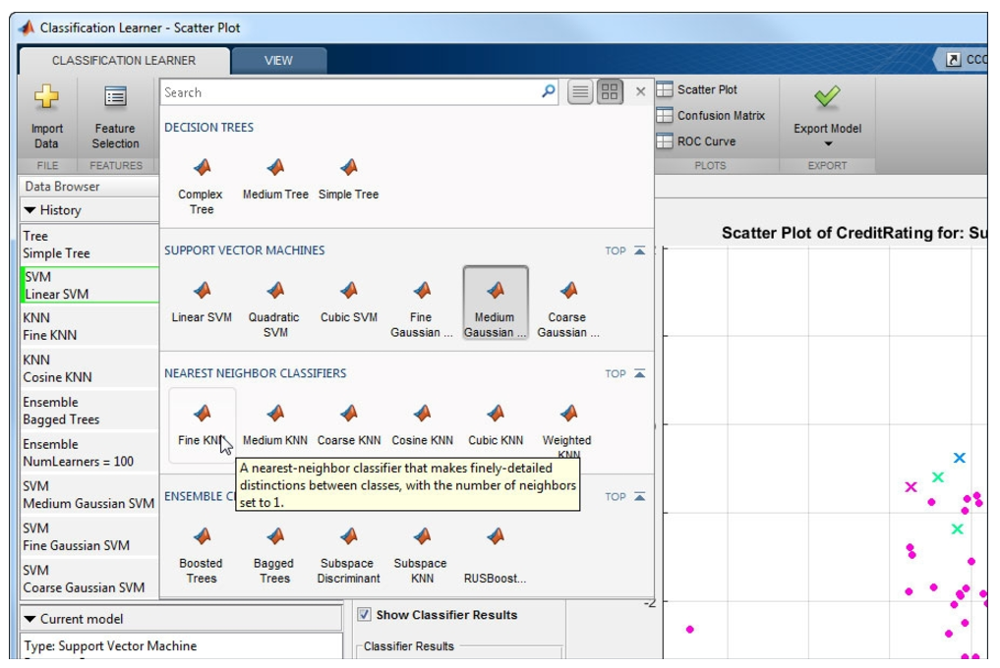 Classification Learner - Scatter Plot
CLASSIFICATION LEARNER
VIEW
CCC
Import Data
Feature Selection
FILE
FEATURES
Search
Scatter Plot
Confusion Matrix
ROC Curve
PLOTS
Export Model
EXPORT
Data Browser
History
Tree
Simple Tree
SVM
Linear SVM
KNN
Fine KNN
KNN
Cosine KNN
Ensemble
Bagged Trees
Ensemble
NumLearners = 100
SVM
Medium Gaussian SVM
SVM
Fine Gaussian SVM
SVM
Coarse Gaussian SVM
Current model
Type: Support Vector Machine
DECISION TREES
Complex Tree
Medium Tree
Simple Tree
SUPPORT VECTOR MACHINES
TOP
Linear SVM
Quadratic SVM
Cubic SVM
Fine Gaussian ...
Medium Gaussian ...
Coarse Gaussian ...
NEAREST NEIGHBOR CLASSIFIERS
TOP
Fine KNN
Medium KNN
Coarse KNN
Cosine KNN
Cubic KNN
Weighted KNN
A nearest-neighbor classifier that makes finely-detailed
distinctions between classes, with the number of neighbors
set to 1.
ENSEMBLE C
TOP
Boosted Trees
Bagged Trees
Subspace Discriminant
Subspace KNN
RUSBoost...
Show Classifier Results
Classifier Results
Scatter Plot of CreditRating for: Su
-2